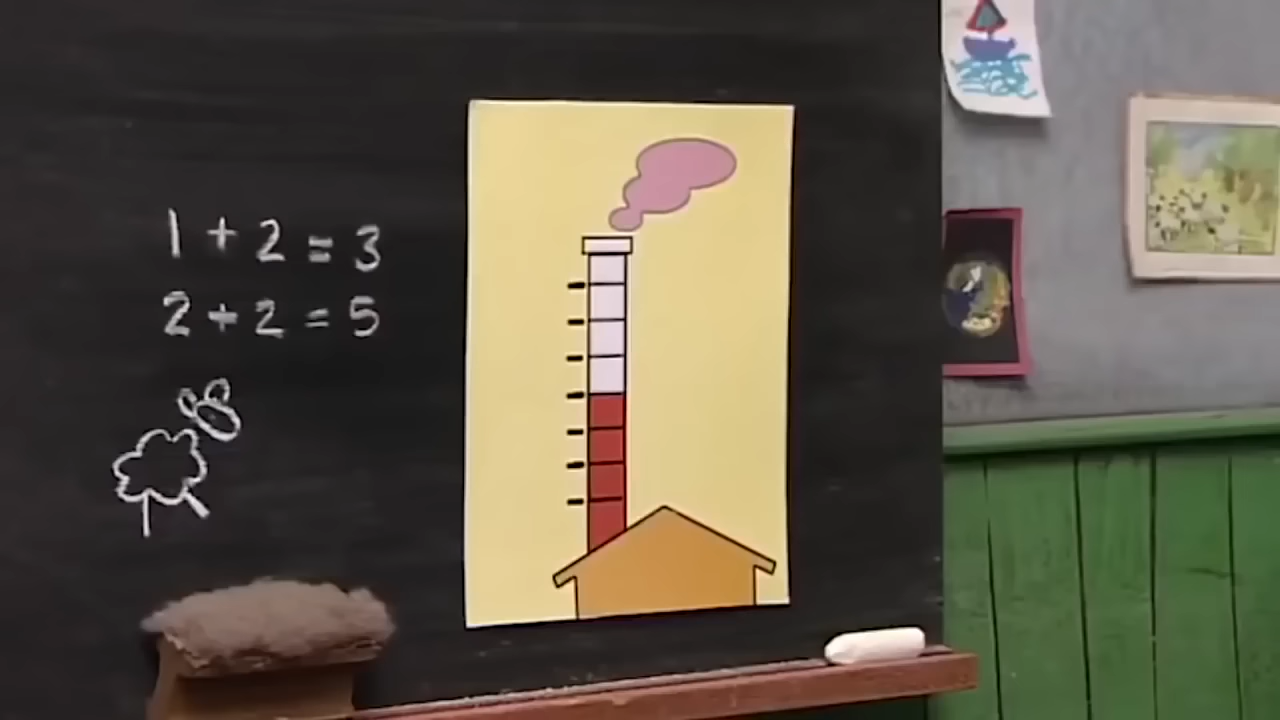 1 + 2 = 3
2 + 2 = 5